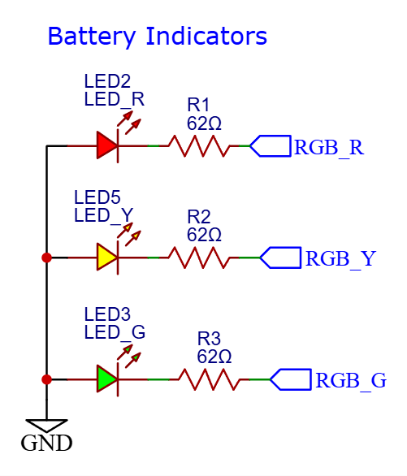 Battery Indicators
LED2
LED_R
R1
62Ω
RGB_R
LED5
LED_Y
R2
62Ω
RGB_Y
LED3
LED_G
R3
62Ω
RGB_G
GND